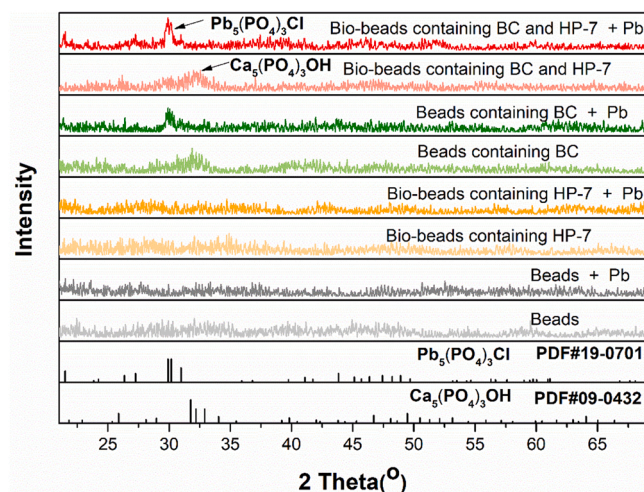 Pb₅(PO₄)₃Cl
Bio-beads containing BC and HP-7 + Pb
Ca₅(PO₄)₃OH
Bio-beads containing BC and HP-7
Beads containing BC + Pb
Beads containing BC
Bio-beads containing HP-7 + Pb
Bio-beads containing HP-7
Beads + Pb
Beads
Pb₅(PO₄)₃Cl PDF#19-0701
Ca₅(PO₄)₃OH PDF#09-0432
Intensity
25 30 35 40 45 50 55 60 65
2 Theta(º)